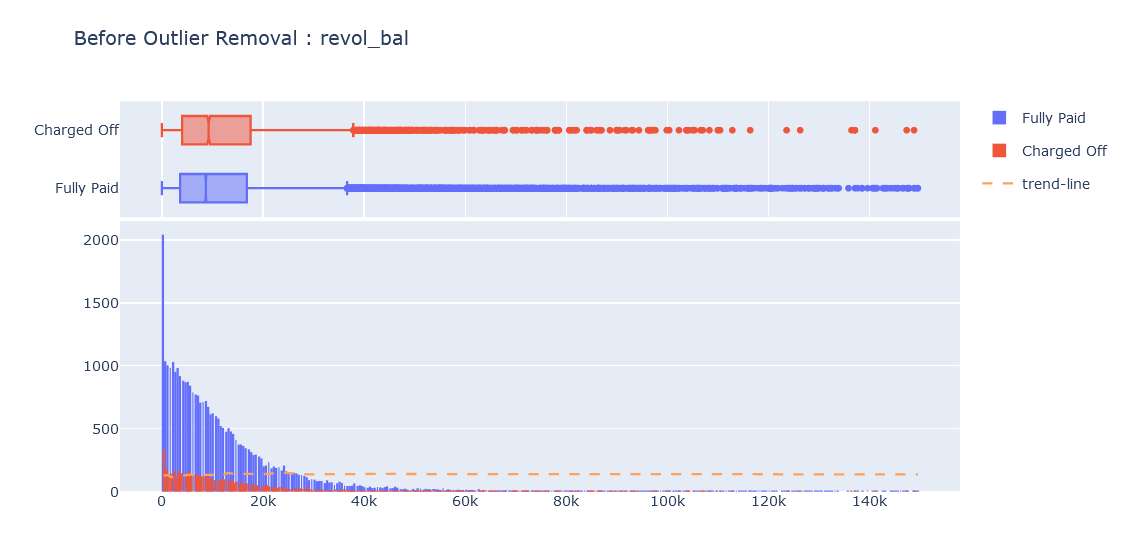 Before Outlier Removal : revol_bal
Charged Off
Fully Paid
Fully Paid
Charged Off
trend-line
2000
1500
1000
500
0
0 20k 40k 60k 80k 100k 120k 140k